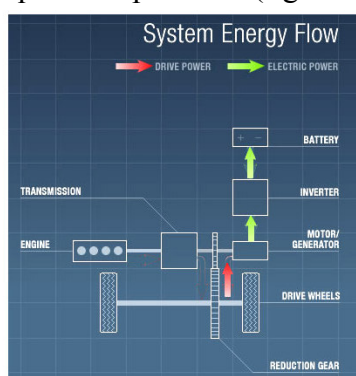 System Energy Flow
DRIVE POWER
ELECTRIC POWER
+ -
BATTERY
TRANSMISSION
INVERTER
ENGINE
MOTOR/
GENERATOR
DRIVE WHEELS
REDUCTION GEAR